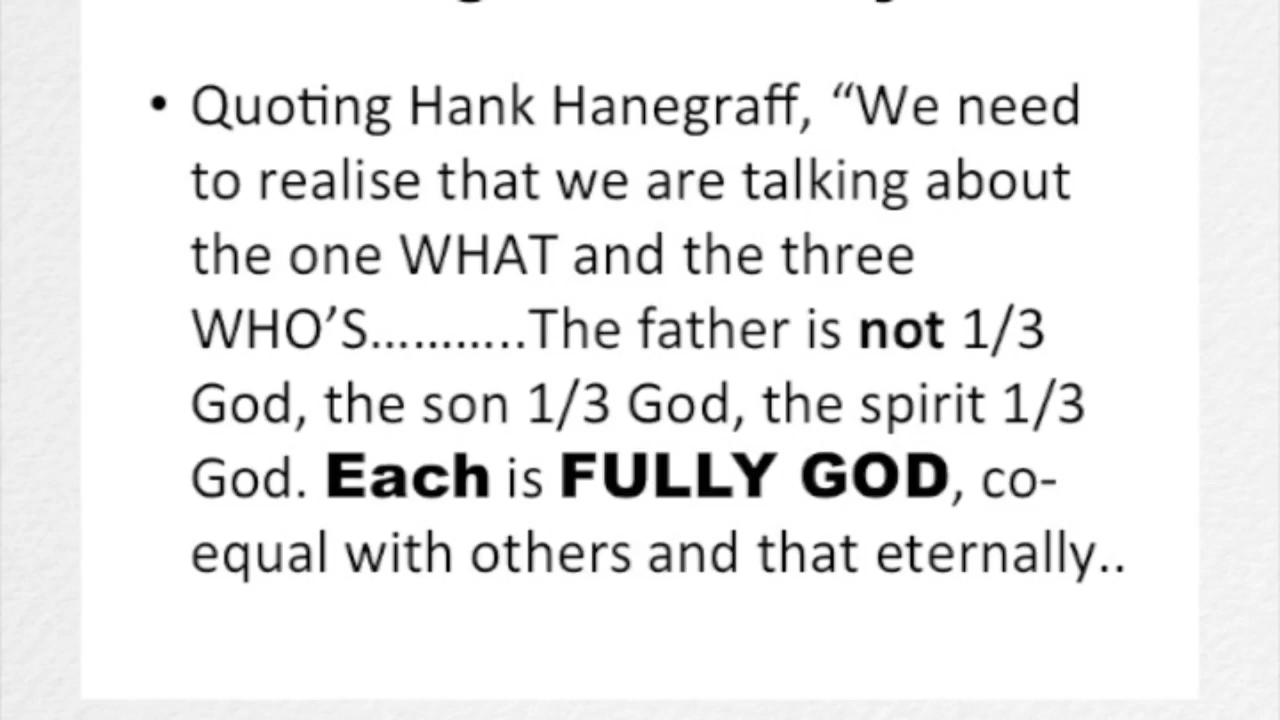 • Quoting Hank Hanegraff, “We need
to realise that we are talking about
the one WHAT and the three
WHO’S………..The father is not 1/3
God, the son 1/3 God, the spirit 1/3
God. Each is FULLY GOD, co-
equal with others and that eternally..